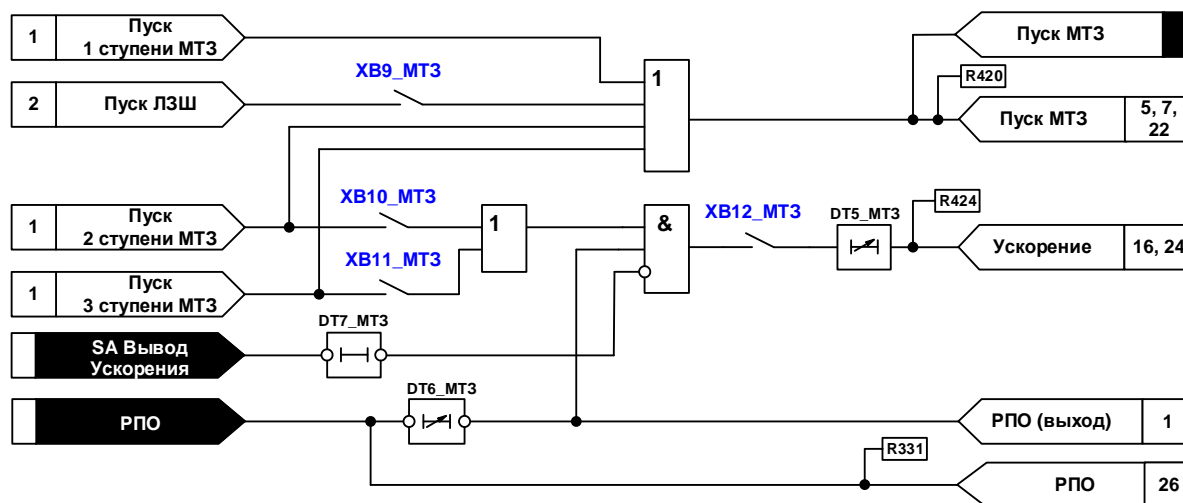 1
Пуск
1 ступени МТЗ
Пуск МТЗ
XB9_МТЗ
1
R420
2
Пуск ЛЗШ
Пуск МТЗ
5, 7,
22
XB10_МТЗ
XB12_МТЗ
DT5_МТЗ
R424
1
Пуск
2 ступени МТЗ
1
&
Ускорение
16, 24
XB11_МТЗ
1
Пуск
3 ступени МТЗ
DT7_МТЗ
SA Вывод
Ускорения
DT6_МТЗ
РПО
РПО (выход)
1
R331
РПО
26